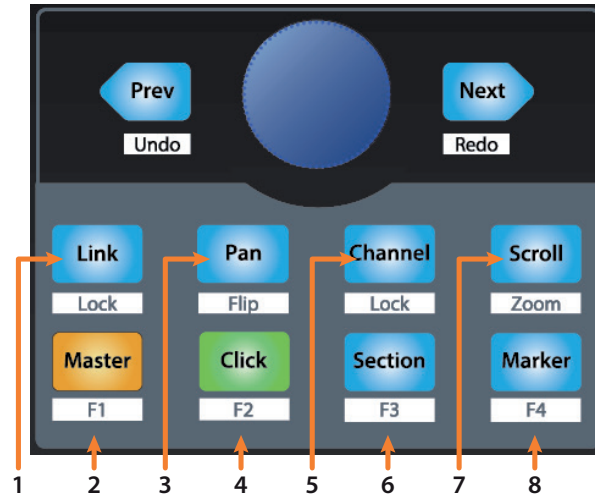 Prev Next
Undo Redo
Link Pan Channel Scroll
Lock Flip Lock Zoom
Master Click Section Marker
F1 F2 F3 F4
1 2 3 4 5 6 7 8